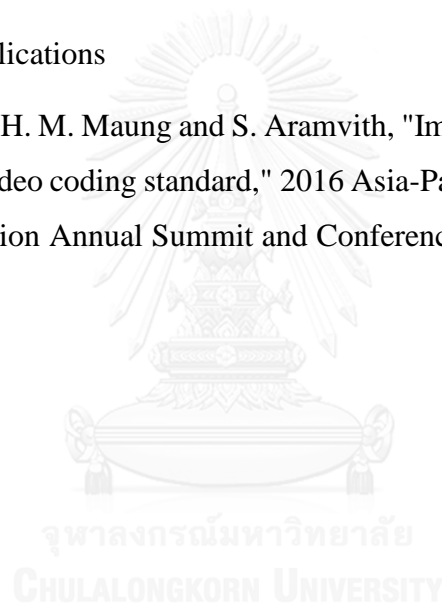 lications
H. M. Maung and S. Aramvith, "Im
deo coding standard," 2016 Asia-Pa
ion Annual Summit and Conferenc
จุฬาลงกรณ์มหาวิทยาลัย
CHULALONGKORN UNIVERSITY